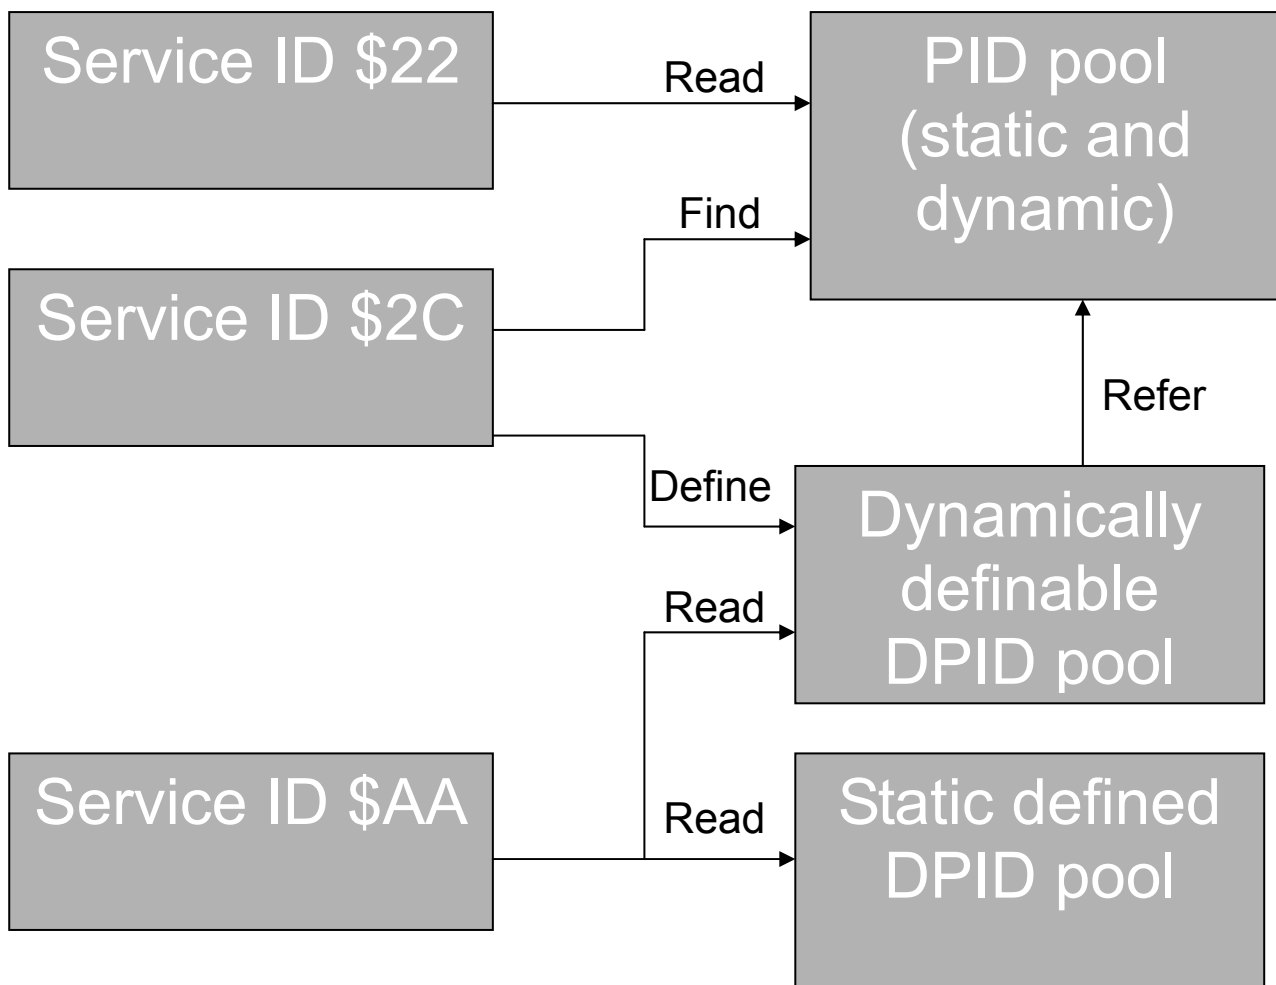 Service ID $22
Read
PID pool
(static and
dynamic)
Find
Service ID $2C
Refer
Define
Dynamically
definable
DPID pool
Read
Service ID $AA
Read
Static defined
DPID pool